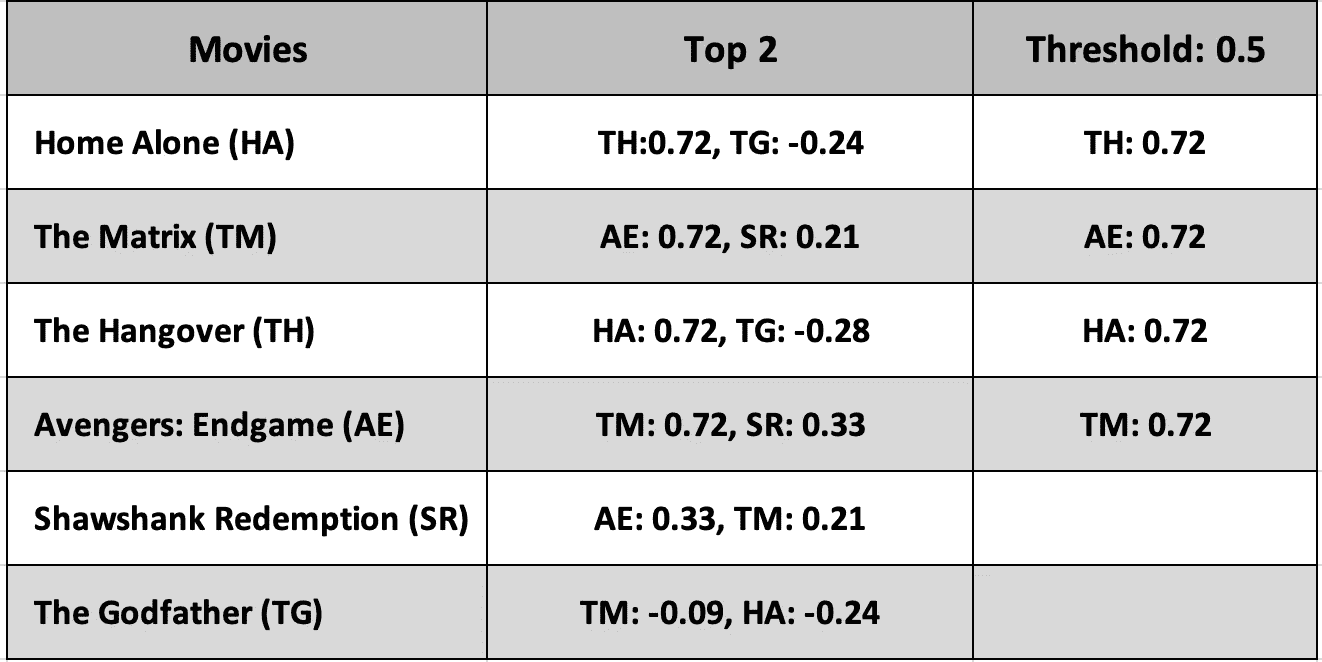 Movies Top 2 Threshold: 0.5
Home Alone (HA) TH:0.72, TG: -0.24 TH: 0.72
The Matrix (TM) AE: 0.72, SR: 0.21 AE: 0.72
The Hangover (TH) HA: 0.72, TG: -0.28 HA: 0.72
Avengers: Endgame (AE) TM: 0.72, SR: 0.33 TM: 0.72
Shawshank Redemption (SR) AE: 0.33, TM: 0.21
The Godfather (TG) TM: -0.09, HA: -0.24